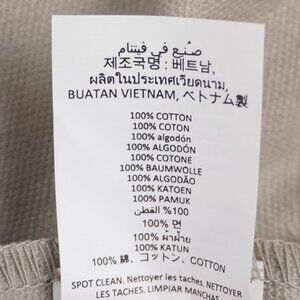 صنع في فيتنام
제조국명 : 베트남,
ผลิตในประเทศเวียดนาม,
BUATAN VIETNAM, ベトナム製
100% COTTON
100% COTON
100% algodón
100% ALGODÓN
100% COTONE
100% BAUMWOLLE
100% ALGODÃO
100% KATOEN
100% PAMUK
100% القطن
100% 면
100% ผ้าฝ้าย
100% KATUN
100% 綿、コットン、COTTON
SPOT CLEAN. Nettoyer les taches. NETTOYER
LES TACHES. LIMPIAR MANCHAS